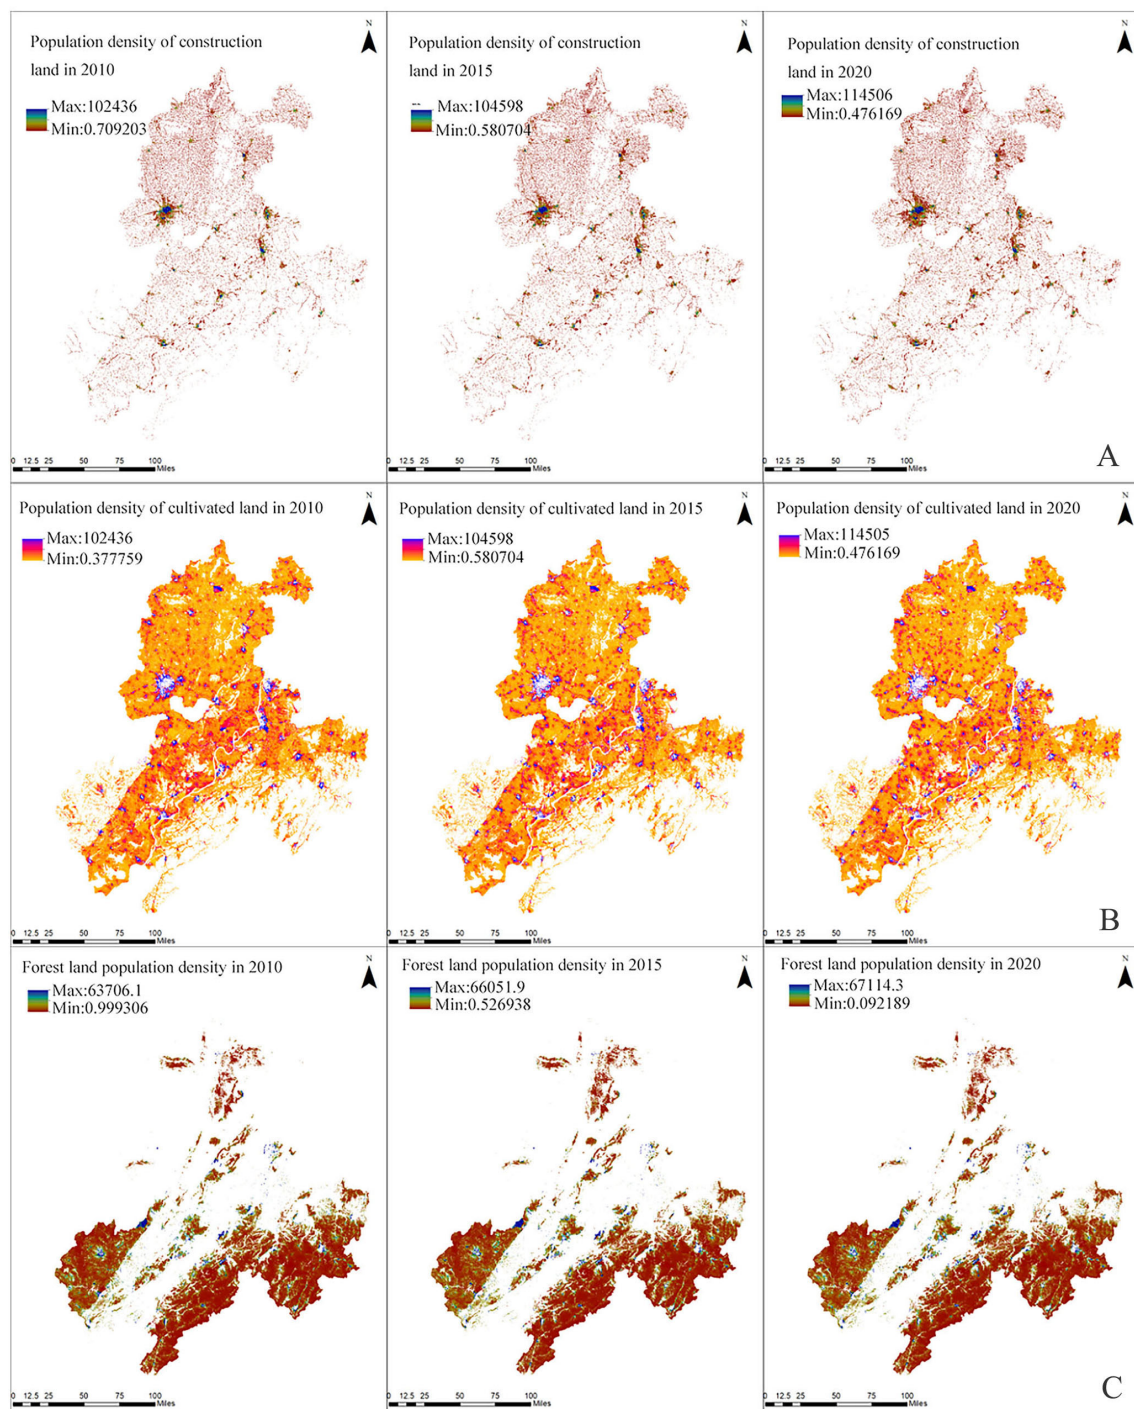 N
Population density of construction
land in 2010
Max:102436
Min:0.709203
0 12.5 25 50 75 100
Miles
N
Population density of construction
land in 2015
-- Max:104598
Min:0.580704
0 12.5 25 50 75 100
Miles
N
Population density of construction
land in 2020
Max:114506
Min:0.476169
0 12.5 25 50 75 100
Miles
A
N
Population density of cultivated land in 2010
Max:102436
Min:0.377759
0 12.5 25 50 75 100
Miles
N
Population density of cultivated land in 2015
Max:104598
Min:0.580704
0 12.5 25 50 75 100
Miles
N
Population density of cultivated land in 2020
Max:114505
Min:0.476169
0 12.5 25 50 75 100
Miles
B
N
Forest land population density in 2010
Max:63706.1
Min:0.999306
0 12.5 25 50 75 100
Miles
N
Forest land population density in 2015
Max:66051.9
Min:0.526938
0 12.5 25 50 75 100
Miles
N
Forest land population density in 2020
Max:67114.3
Min:0.092189
0 12.5 25 50 75 100
Miles
C